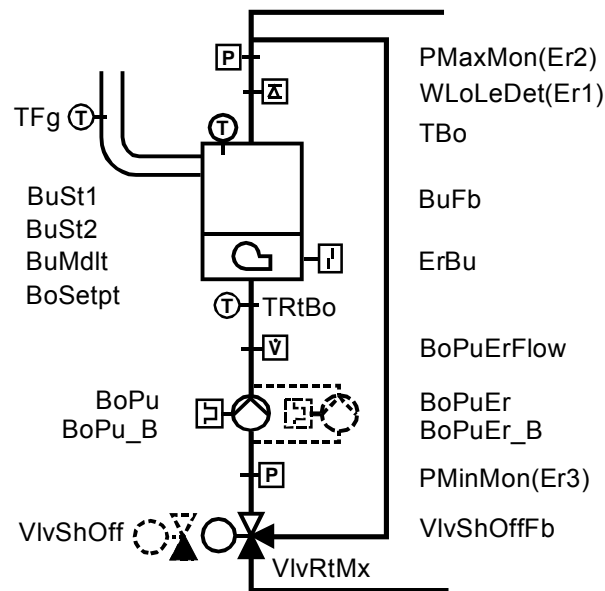 P
PMaxMon(Er2)
WLoLeDet(Er1)
TFg
T
T
TBo
BuSt1
BuFb
BuSt2
BuMdlt
ErBu
BoSetpt
T
TRtBo
V̇
BoPuErFlow
BoPu
BoPuEr
BoPu_B
BoPuEr_B
P
PMinMon(Er3)
VlvShOff
VlvShOffFb
VlvRtMx